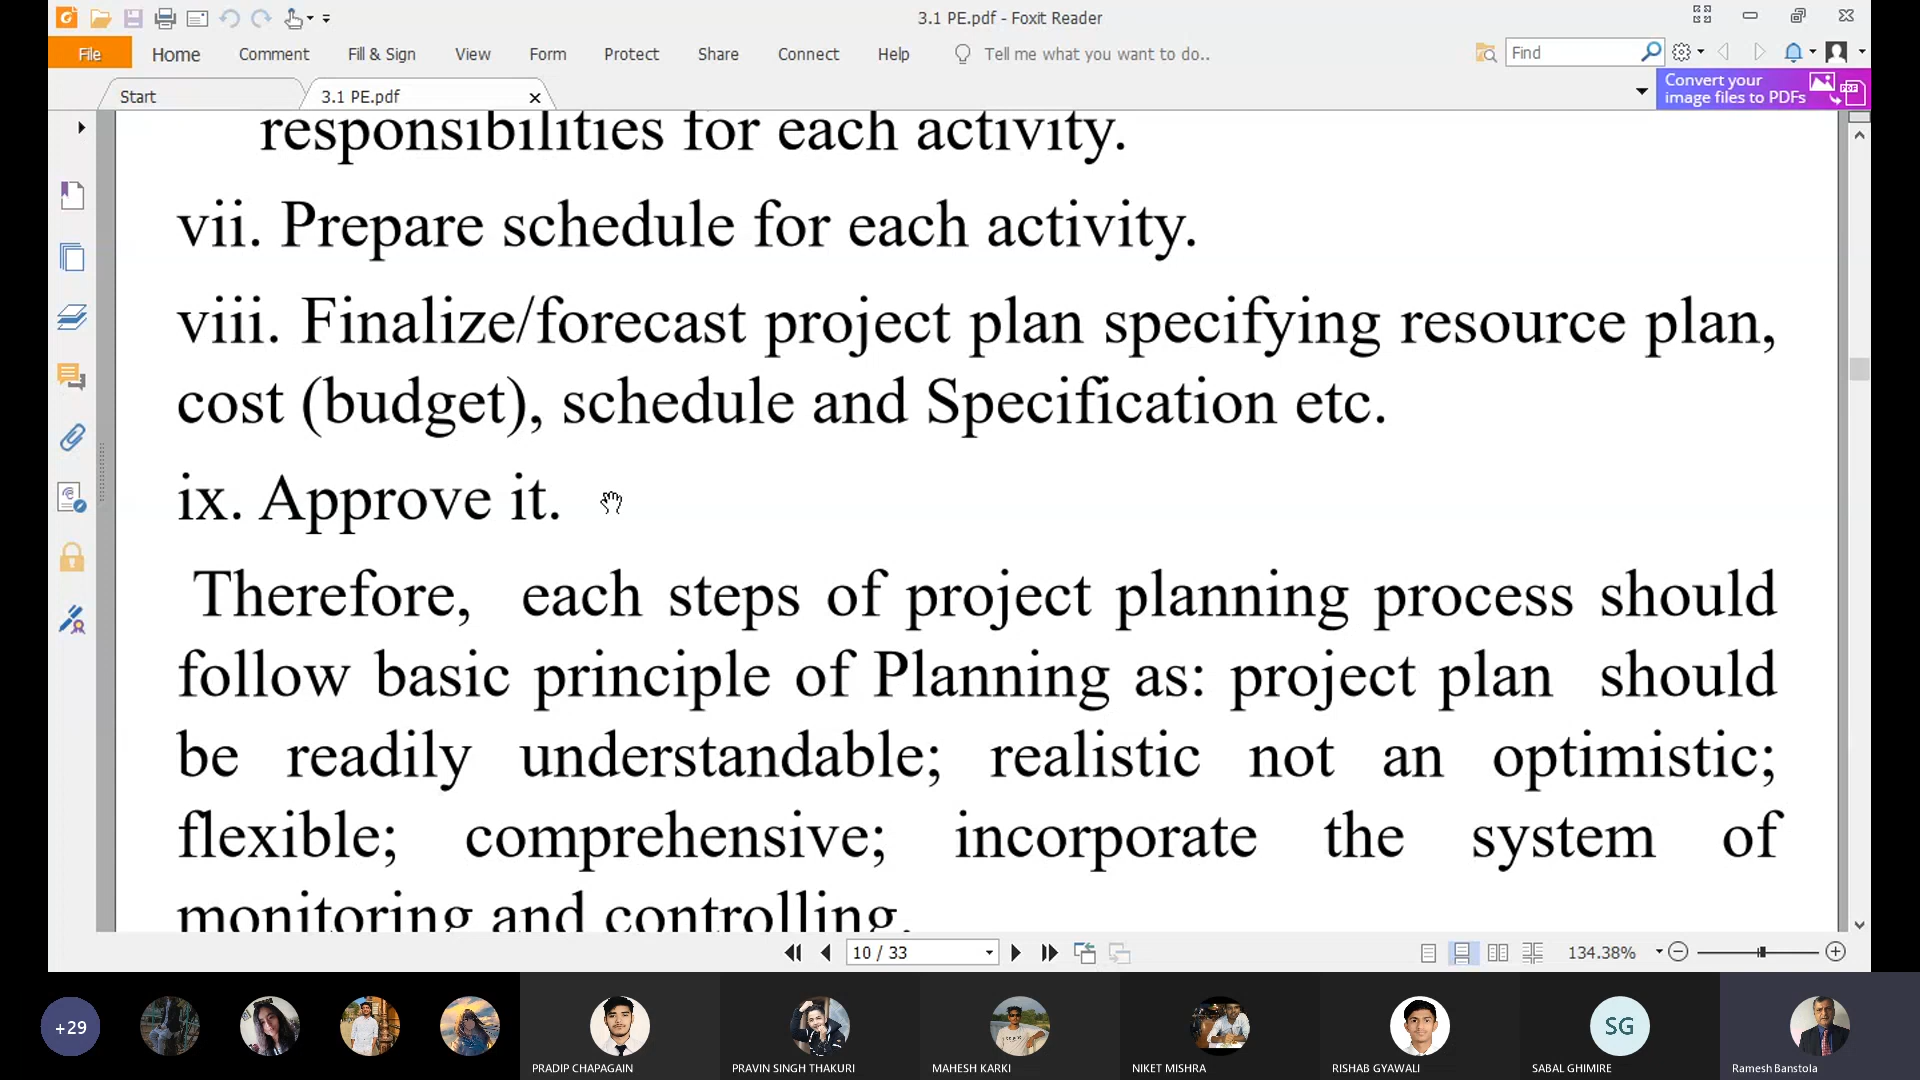 3.1 PE.pdf - Foxit Reader
File Home Comment Fill & Sign View Form Protect Share Connect Help Tell me what you want to do.. Find
Start 3.1 PE.pdf
Convert your
image files to PDFs
PDF
responsibilities for each activity.
vii. Prepare schedule for each activity.
viii. Finalize/forecast project plan specifying resource plan,
cost (budget), schedule and Specification etc.
ix. Approve it.
Therefore, each steps of project planning process should
follow basic principle of Planning as: project plan should
be readily understandable; realistic not an optimistic;
flexible; comprehensive; incorporate the system of
monitoring and controlling.
10 / 33 134.38%
+29 SG
PRADIP CHAPAGAIN PRAVIN SINGH THAKURI MAHESH KARKI NIKET MISHRA RISHAB GYAWALI SABAL GHIMIRE Ramesh Banstola